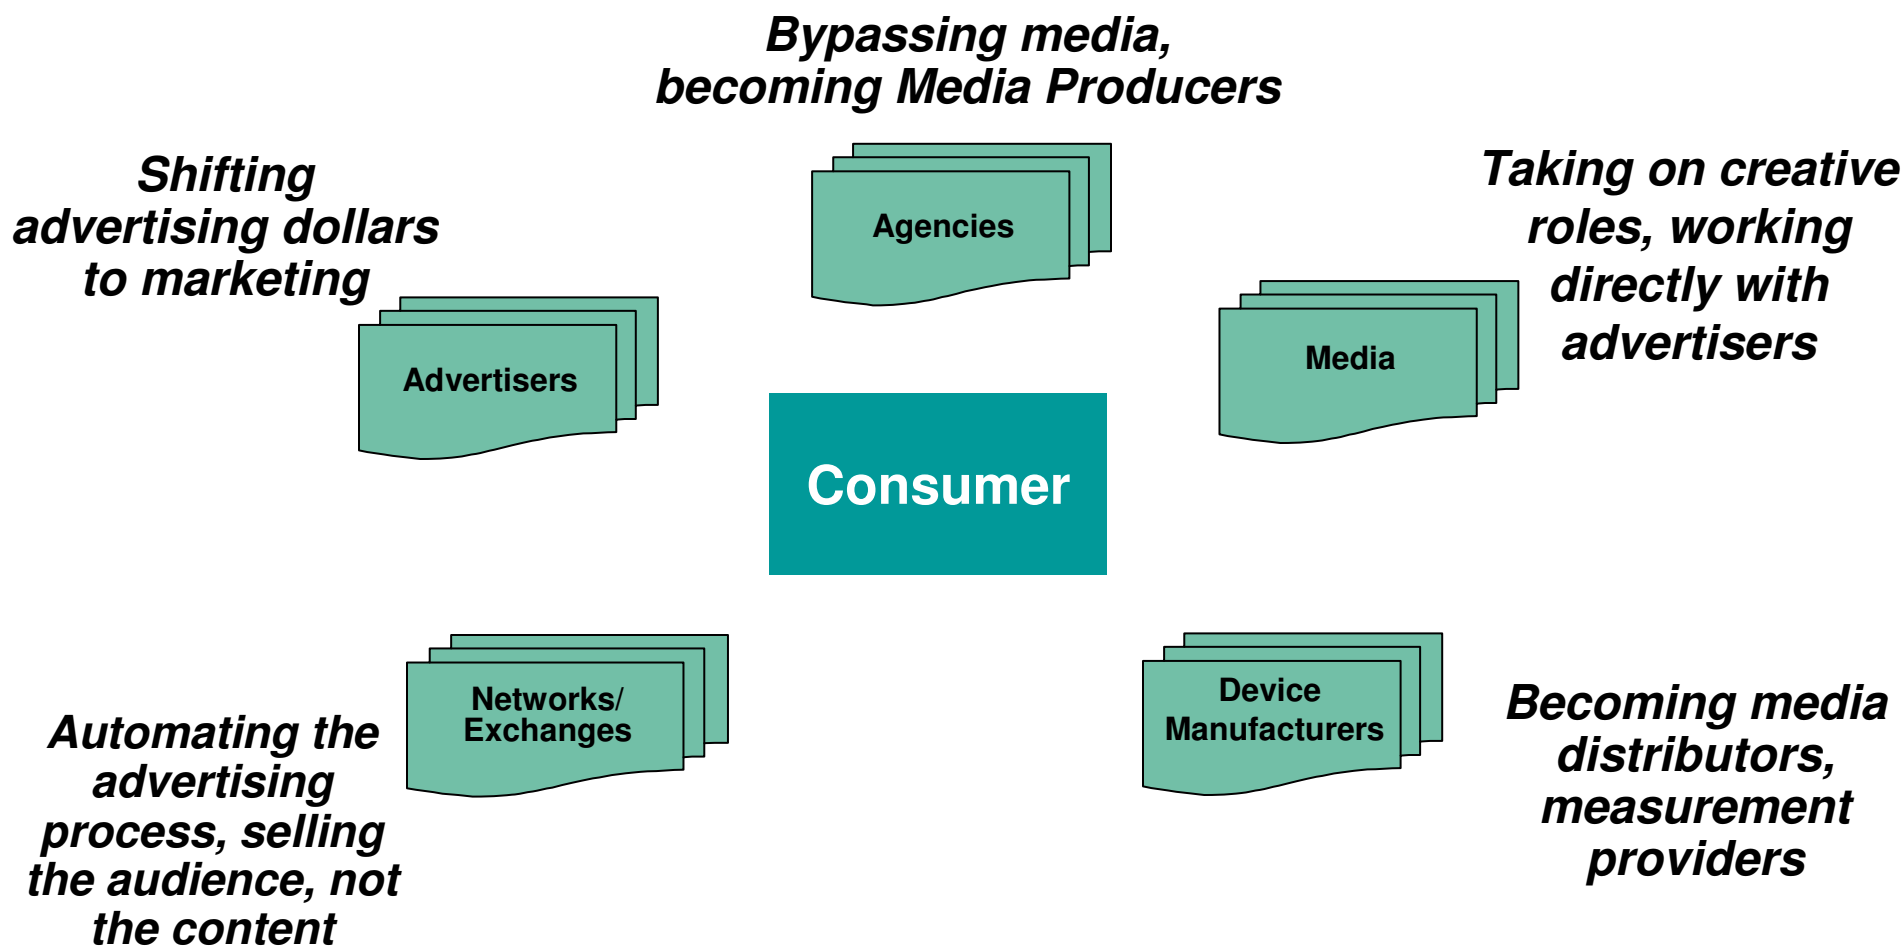 Bypassing media,
becoming Media Producers
Shifting
advertising dollars
to marketing
Agencies
Taking on creative
roles, working
directly with
advertisers
Advertisers
Media
Consumer
Networks/
Exchanges
Device
Manufacturers
Automating the
advertising
process, selling
the audience, not
the content
Becoming media
distributors,
measurement
providers